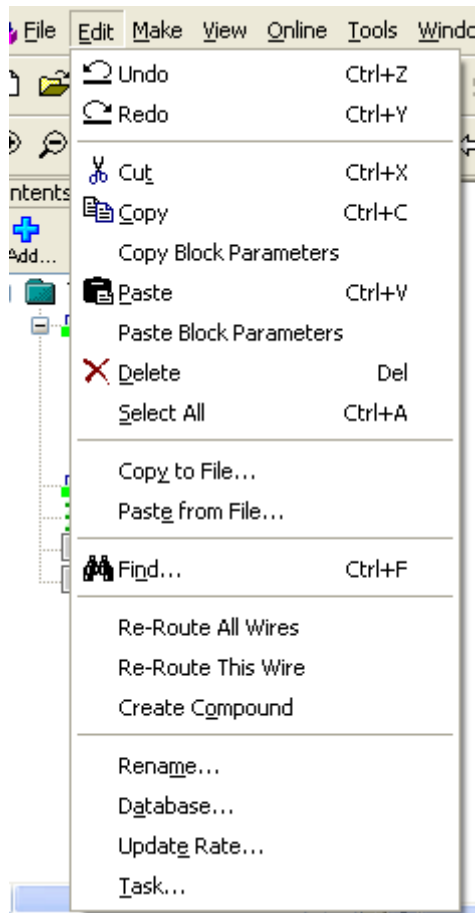 File Edit Make View Online Tools
Undo Ctrl+Z
Redo Ctrl+Y
Cut Ctrl+X
Copy Ctrl+C
Copy Block Parameters
Paste Ctrl+V
Paste Block Parameters
Delete Del
Select All Ctrl+A
Copy to File...
Paste from File...
Find... Ctrl+F
Re-Route All Wires
Re-Route This Wire
Create Compound
Rename...
Database...
Update Rate...
Task...
Add...